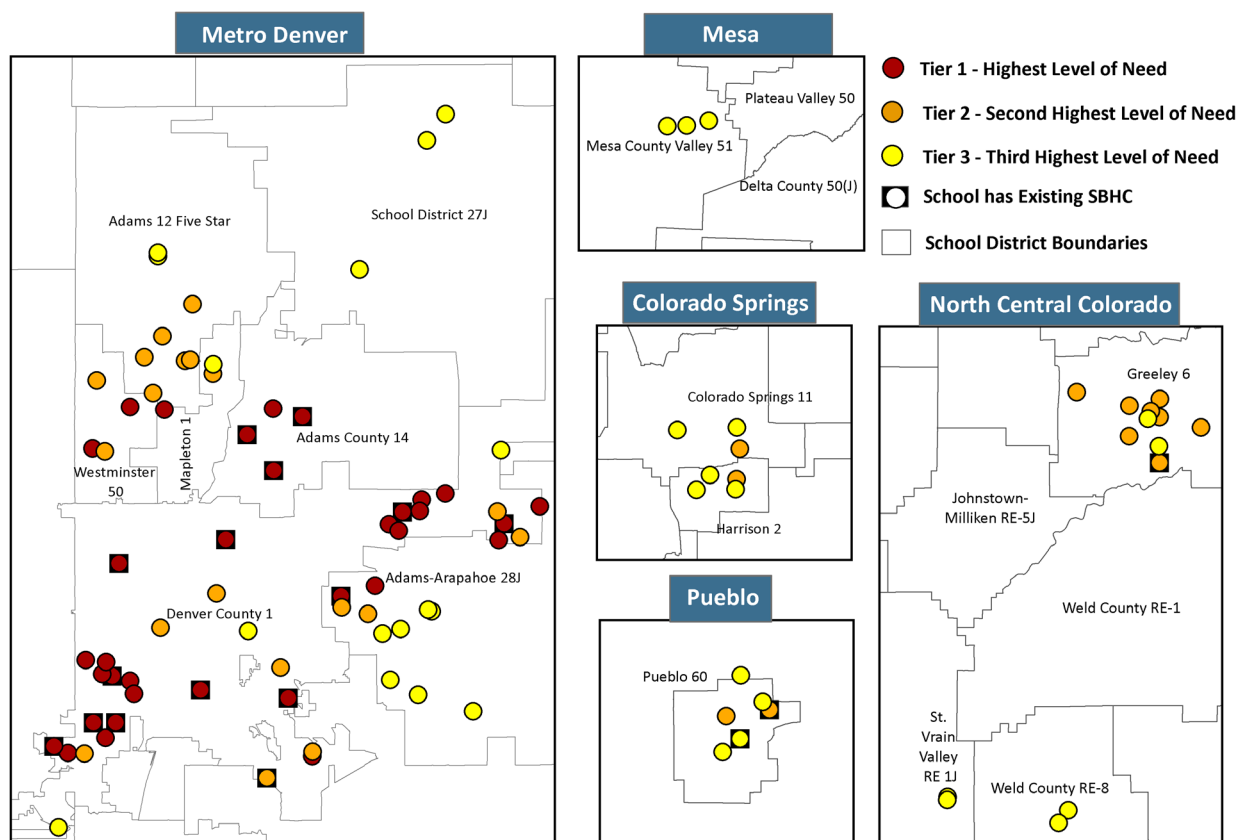 Metro Denver
Adams 12 Five Star
School District 27J
Mapleton 1
Adams County 14
Westminster
50
Adams-Arapahoe 28J
Denver County 1
Mesa
Plateau Valley 50
Mesa County Valley 51
Delta County 50(J)
Tier 1 - Highest Level of Need
Tier 2 - Second Highest Level of Need
Tier 3 - Third Highest Level of Need
School has Existing SBHC
School District Boundaries
Colorado Springs
Colorado Springs 11
Harrison 2
Pueblo
Pueblo 60
North Central Colorado
Greeley 6
Johnstown-
Milliken RE-5J
Weld County RE-1
St.
Vrain
Valley
RE 1J
Weld County RE-8